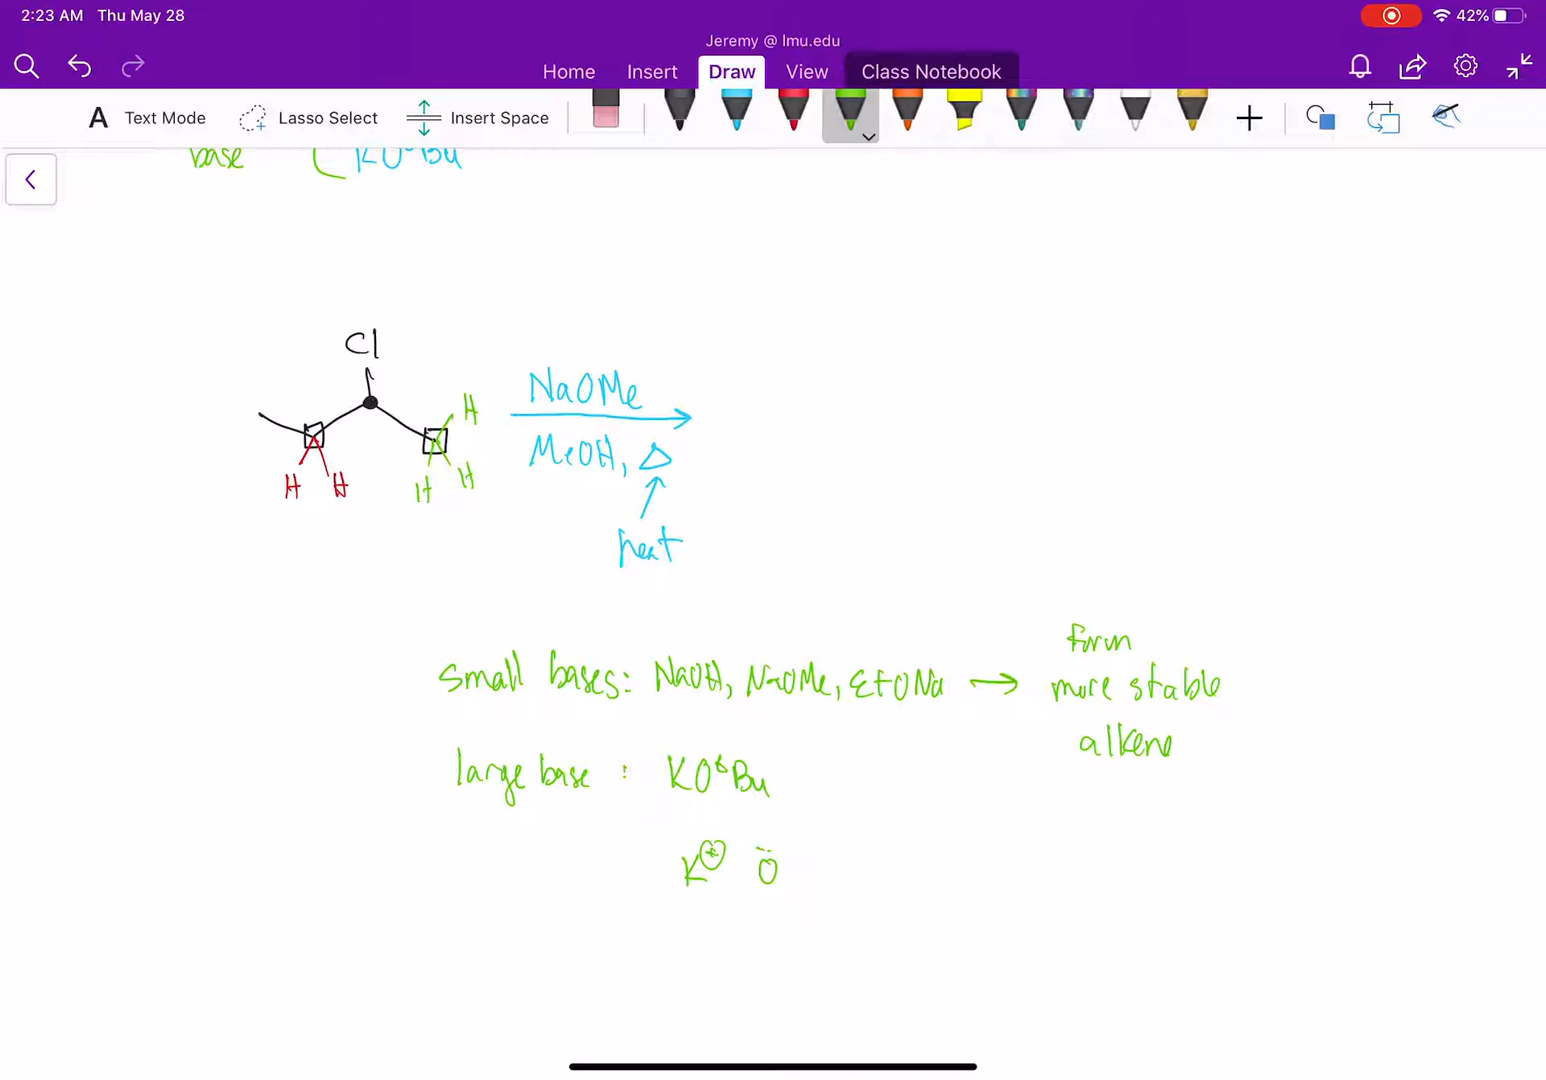 2:23 AM Thu May 28
42%
Jeremy @ lmu.edu
Home Insert Draw View Class Notebook
A Text Mode Lasso Select Insert Space
base KOᵗBu
Cl
H
H H H H
NaOMe
MeOH, △
heat
small bases: NaOH, NaOMe, EtONa → form
more stable
alkene
large base : KOᵗBu
K⊕ Ö